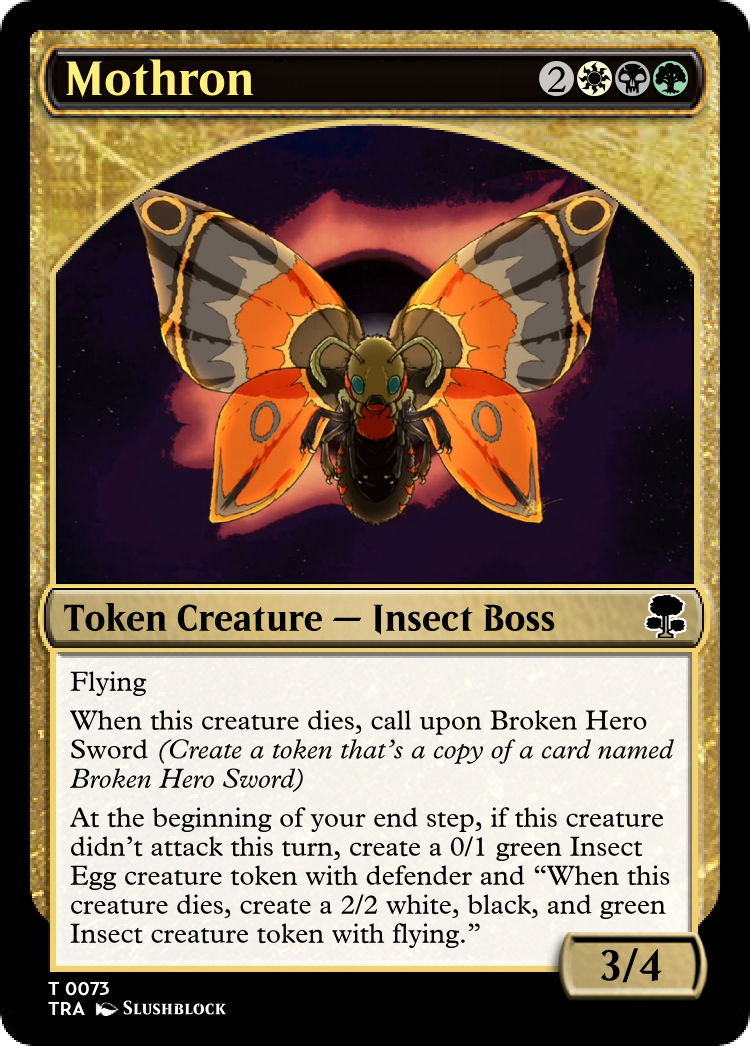 Mothron 2
Token Creature — Insect Boss
Flying
When this creature dies, call upon Broken Hero
Sword (Create a token that's a copy of a card named
Broken Hero Sword)
At the beginning of your end step, if this creature
didn't attack this turn, create a 0/1 green Insect
Egg creature token with defender and “When this
creature dies, create a 2/2 white, black, and green
Insect creature token with flying.”
3/4
T 0073
TRA SLUSHBLOCK